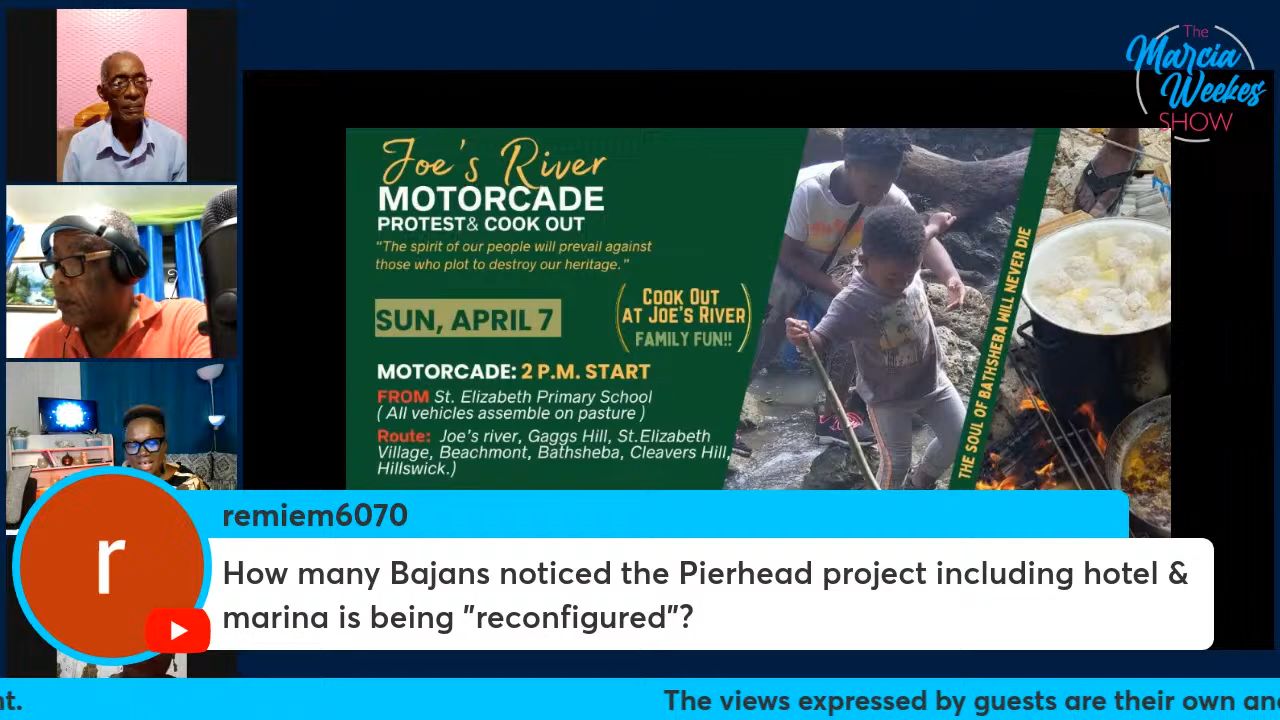 The
Marcia
Weekes
SHOW
Joe's River
MOTORCADE
PROTEST& COOK OUT
"The spirit of our people will prevail against
those who plot to destroy our heritage."
SUN, APRIL 7
COOK OUT
AT JOE'S RIVER
FAMILY FUN!!
MOTORCADE: 2 P.M. START
FROM St. Elizabeth Primary School
( All vehicles assemble on pasture )
Route: Joe's river, Gaggs Hill, St.Elizabeth
Village, Beachmont, Bathsheba, Cleavers Hill,
Hillswick.)
THE SOUL OF BATHSHEBA WILL NEVER DIE
r
remiem6070
How many Bajans noticed the Pierhead project including hotel &
marina is being "reconfigured"?
The views expressed by guests are their own